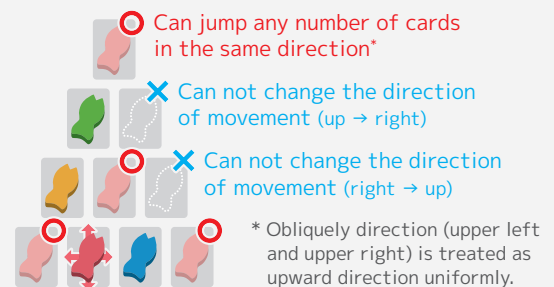 Can jump any number of cards
in the same direction*
Can not change the direction
of movement (up → right)
Can not change the direction
of movement (right → up)
* Obliquely direction (upper left
and upper right) is treated as
upward direction uniformly.